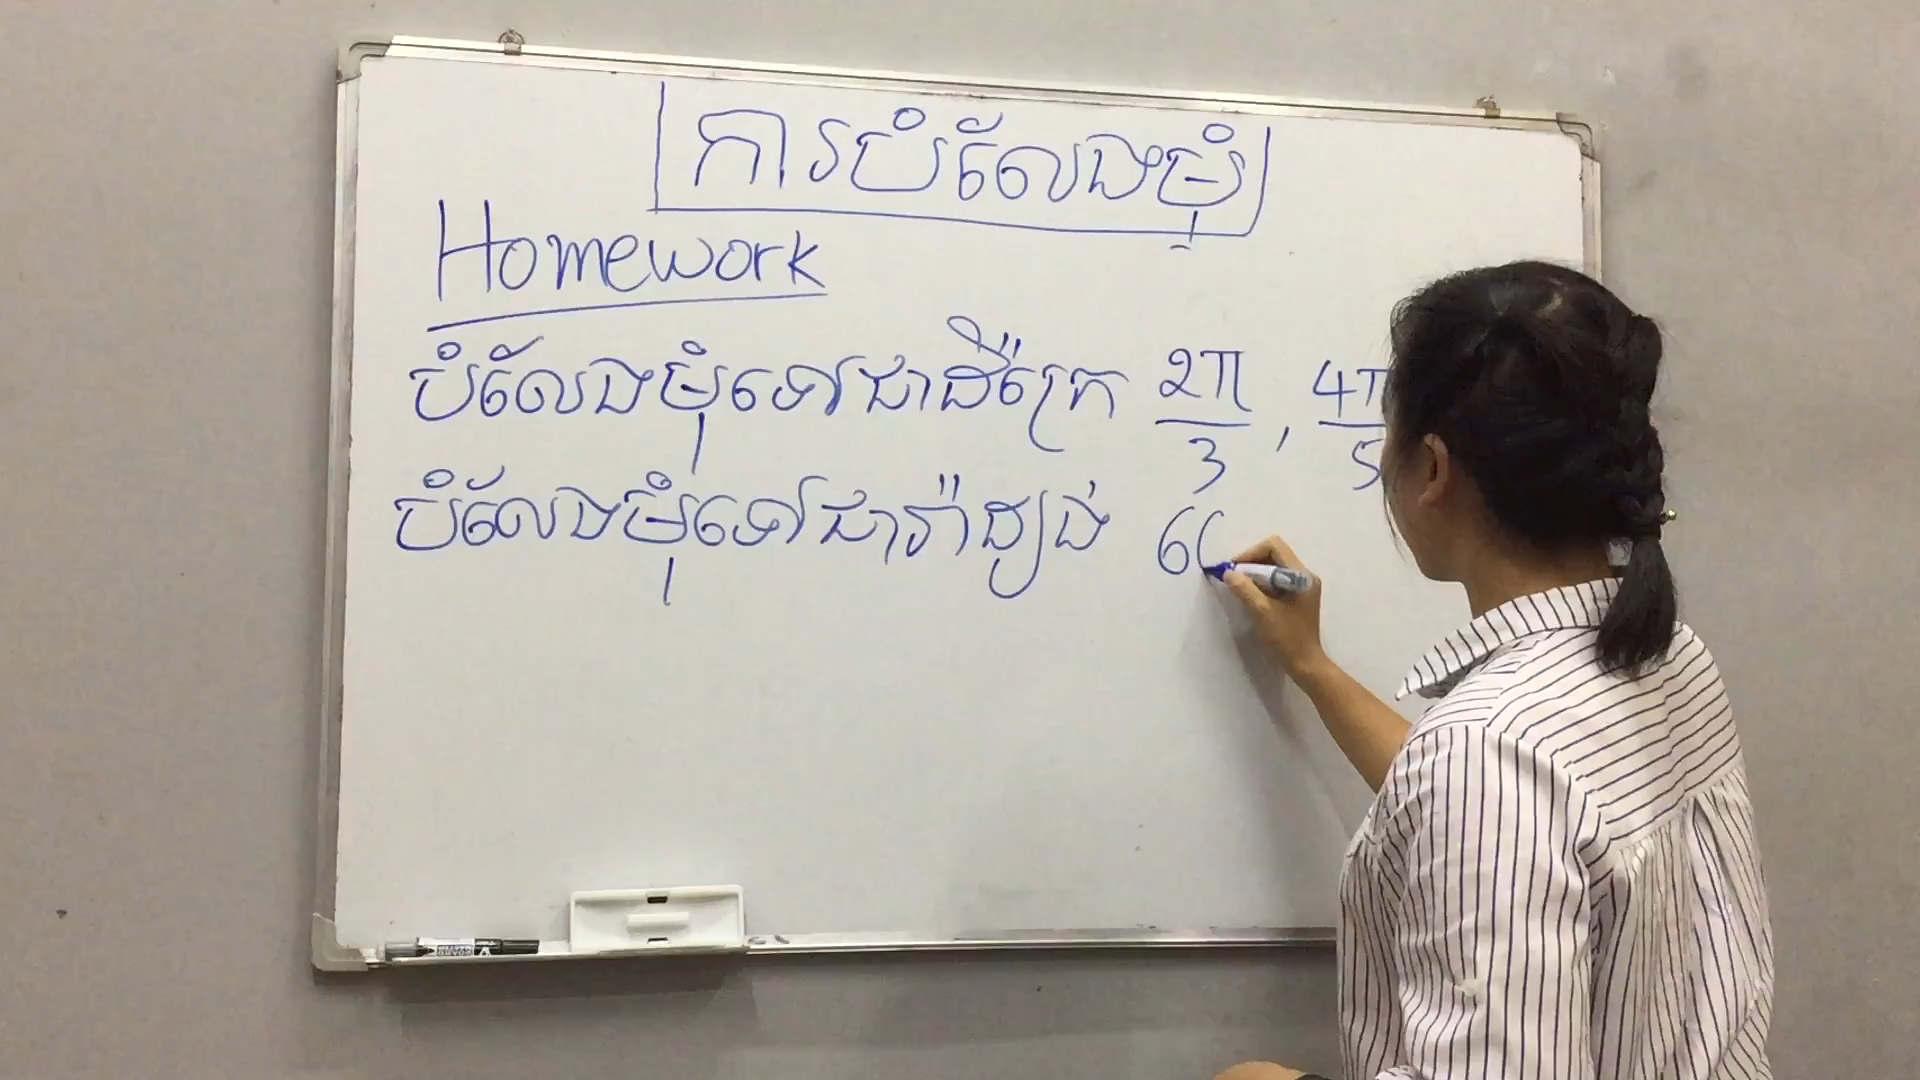 ការបំលែងមុំ
Homework
បំលែងមុំទៅជាដឺក្រេ 2π/3 , 4π/5
បំលែងមុំទៅជារ៉ាដ្យង់ 6